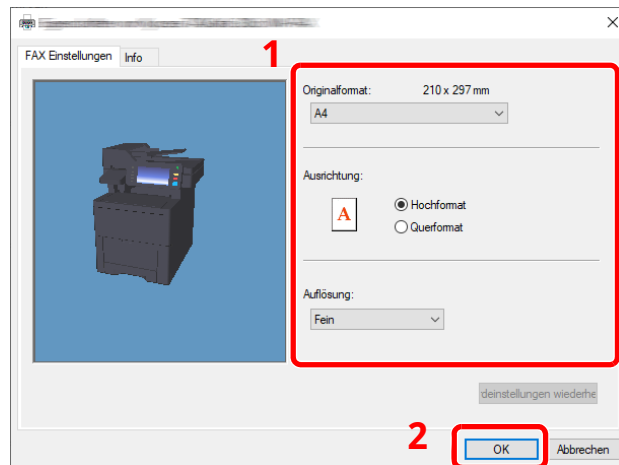 1
FAX Einstellungen Info
Originalformat: 210 x 297 mm
A4
Ausrichtung:
A
Hochformat
Querformat
Auflösung:
Fein
deinstellungen wiederhe
2
OK Abbrechen